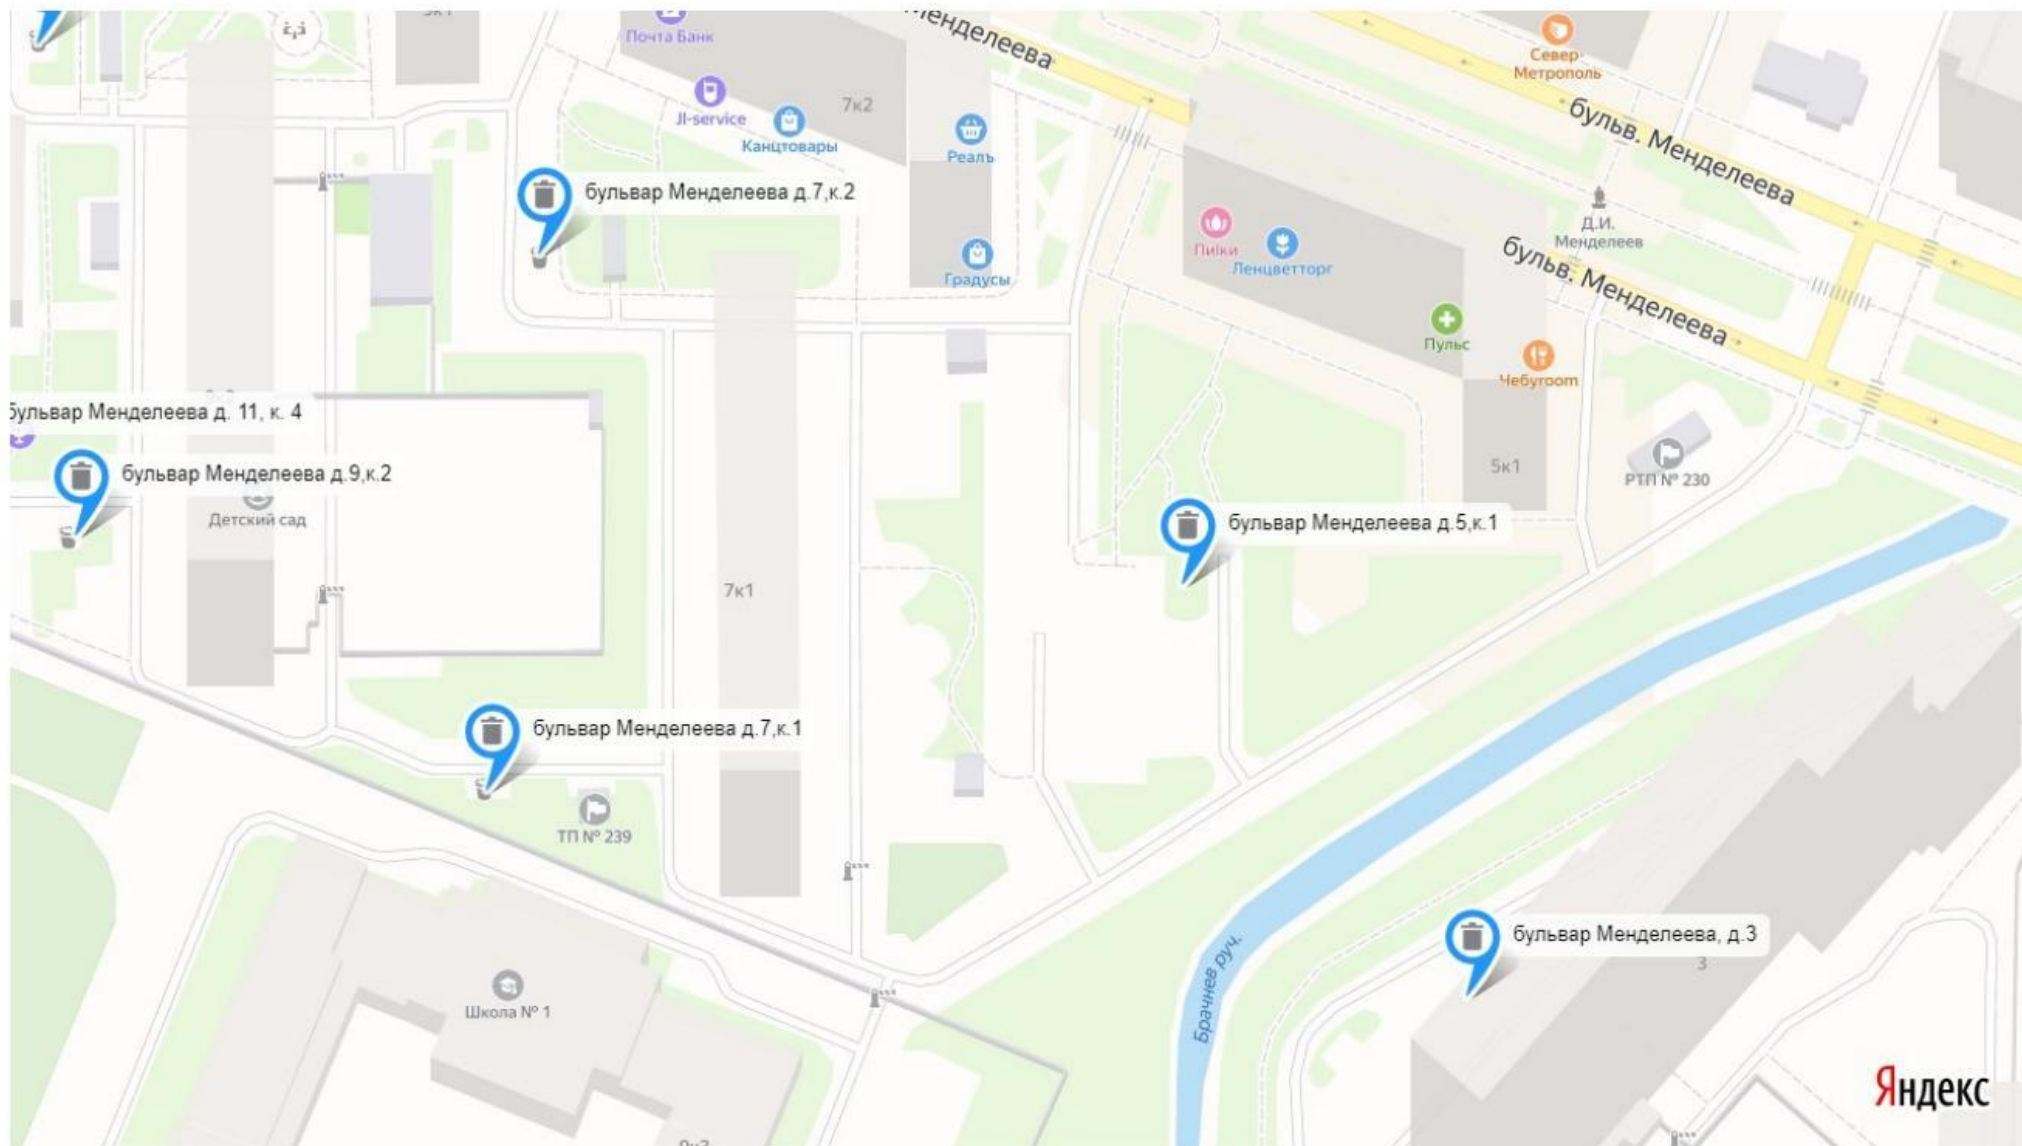 Почта Банк
Менделеева
Север-
Метрополь
7к2
Jl-service
Канцтовары
Реалъ
бульв. Менделеева
бульвар Менделеева д.7,к.2
Д.И.
Менделеев
Пиlки
Ленцветторг
Градусы
бульв. Менделеева
Пульс
Чебуroom
бульвар Менделеева д. 11, к. 4
бульвар Менделеева д.9,к.2
Детский сад
5к1
РТП № 230
бульвар Менделеева д.5,к.1
7к1
бульвар Менделеева д.7,к.1
ТП № 239
бульвар Менделеева, д.3
3
Брачнев руч.
Школа № 1
Яндекс